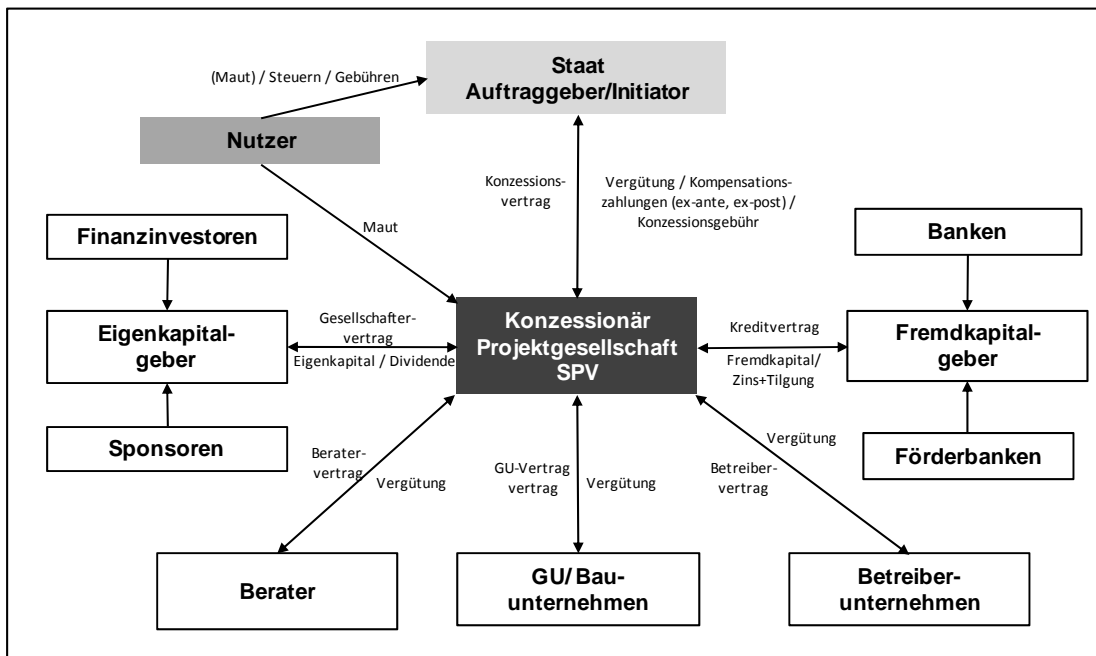 Staat
Auftraggeber/Initiator
(Maut) / Steuern / Gebühren
Nutzer
Konzessions-
vertrag
Vergütung / Kompensations-
zahlungen (ex-ante, ex-post) /
Konzessionsgebühr
Maut
Finanzinvestoren
Banken
Eigenkapital-
geber
Gesellschafter-
vertrag
Eigenkapital / Dividende
Konzessionär
Projektgesellschaft
SPV
Kreditvertrag
Fremdkapital/
Zins+Tilgung
Fremdkapital-
geber
Sponsoren
Förderbanken
Berater-
vertrag
Vergütung
GU-Vertrag
vertrag
Vergütung
Betreiber-
vertrag
Vergütung
Berater
GU/ Bau-
unternehmen
Betreiber-
unternehmen